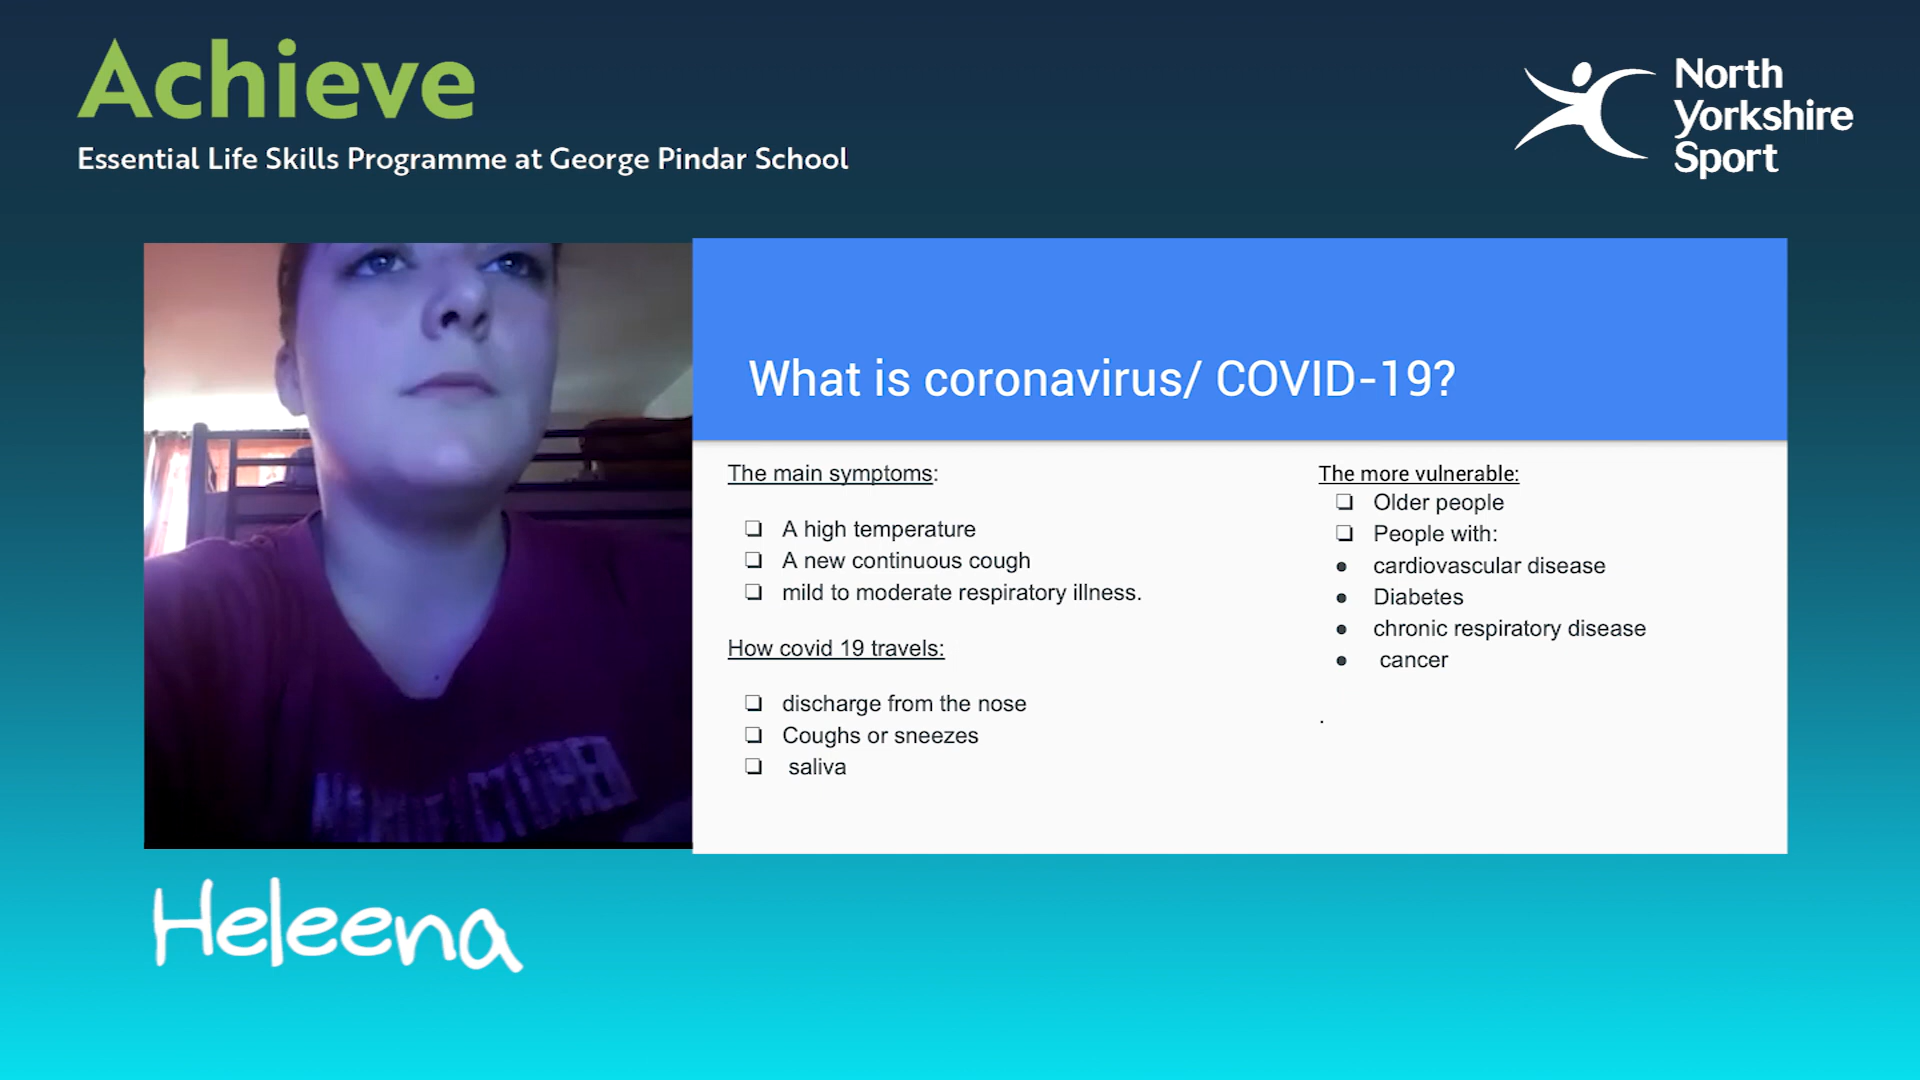 Achieve
Essential Life Skills Programme at George Pindar School
North
Yorkshire
Sport
What is coronavirus/ COVID-19?
The main symptoms:
❏ A high temperature
❏ A new continuous cough
❏ mild to moderate respiratory illness.
How covid 19 travels:
❏ discharge from the nose
❏ Coughs or sneezes
❏ saliva
The more vulnerable:
❏ Older people
❏ People with:
● cardiovascular disease
● Diabetes
● chronic respiratory disease
● cancer
.
Heleena